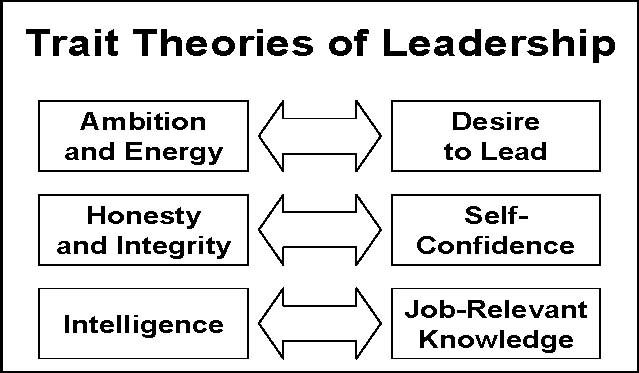 Trait Theories of Leadership
Ambition
and Energy
Desire
to Lead
Honesty
and Integrity
Self-
Confidence
Intelligence
Job-Relevant
Knowledge